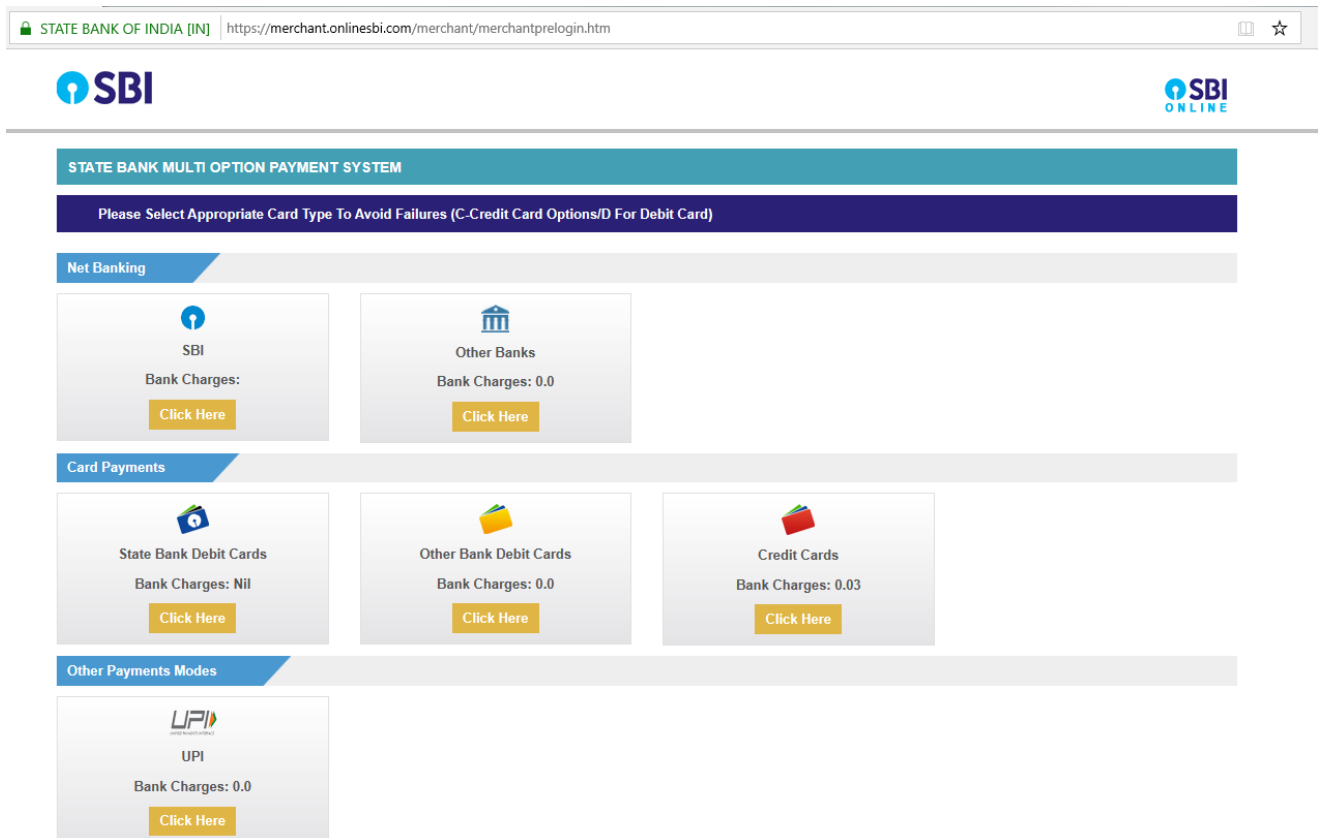 STATE BANK OF INDIA [IN] https://merchant.onlinesbi.com/merchant/merchantprelogin.htm
SBI
SBI
ONLINE
STATE BANK MULTI OPTION PAYMENT SYSTEM
Please Select Appropriate Card Type To Avoid Failures (C-Credit Card Options/D For Debit Card)
Net Banking
SBI
Bank Charges:
Click Here
Other Banks
Bank Charges: 0.0
Click Here
Card Payments
State Bank Debit Cards
Bank Charges: Nil
Click Here
Other Bank Debit Cards
Bank Charges: 0.0
Click Here
Credit Cards
Bank Charges: 0.03
Click Here
Other Payments Modes
UPI
UNIFIED PAYMENTS INTERFACE
UPI
Bank Charges: 0.0
Click Here